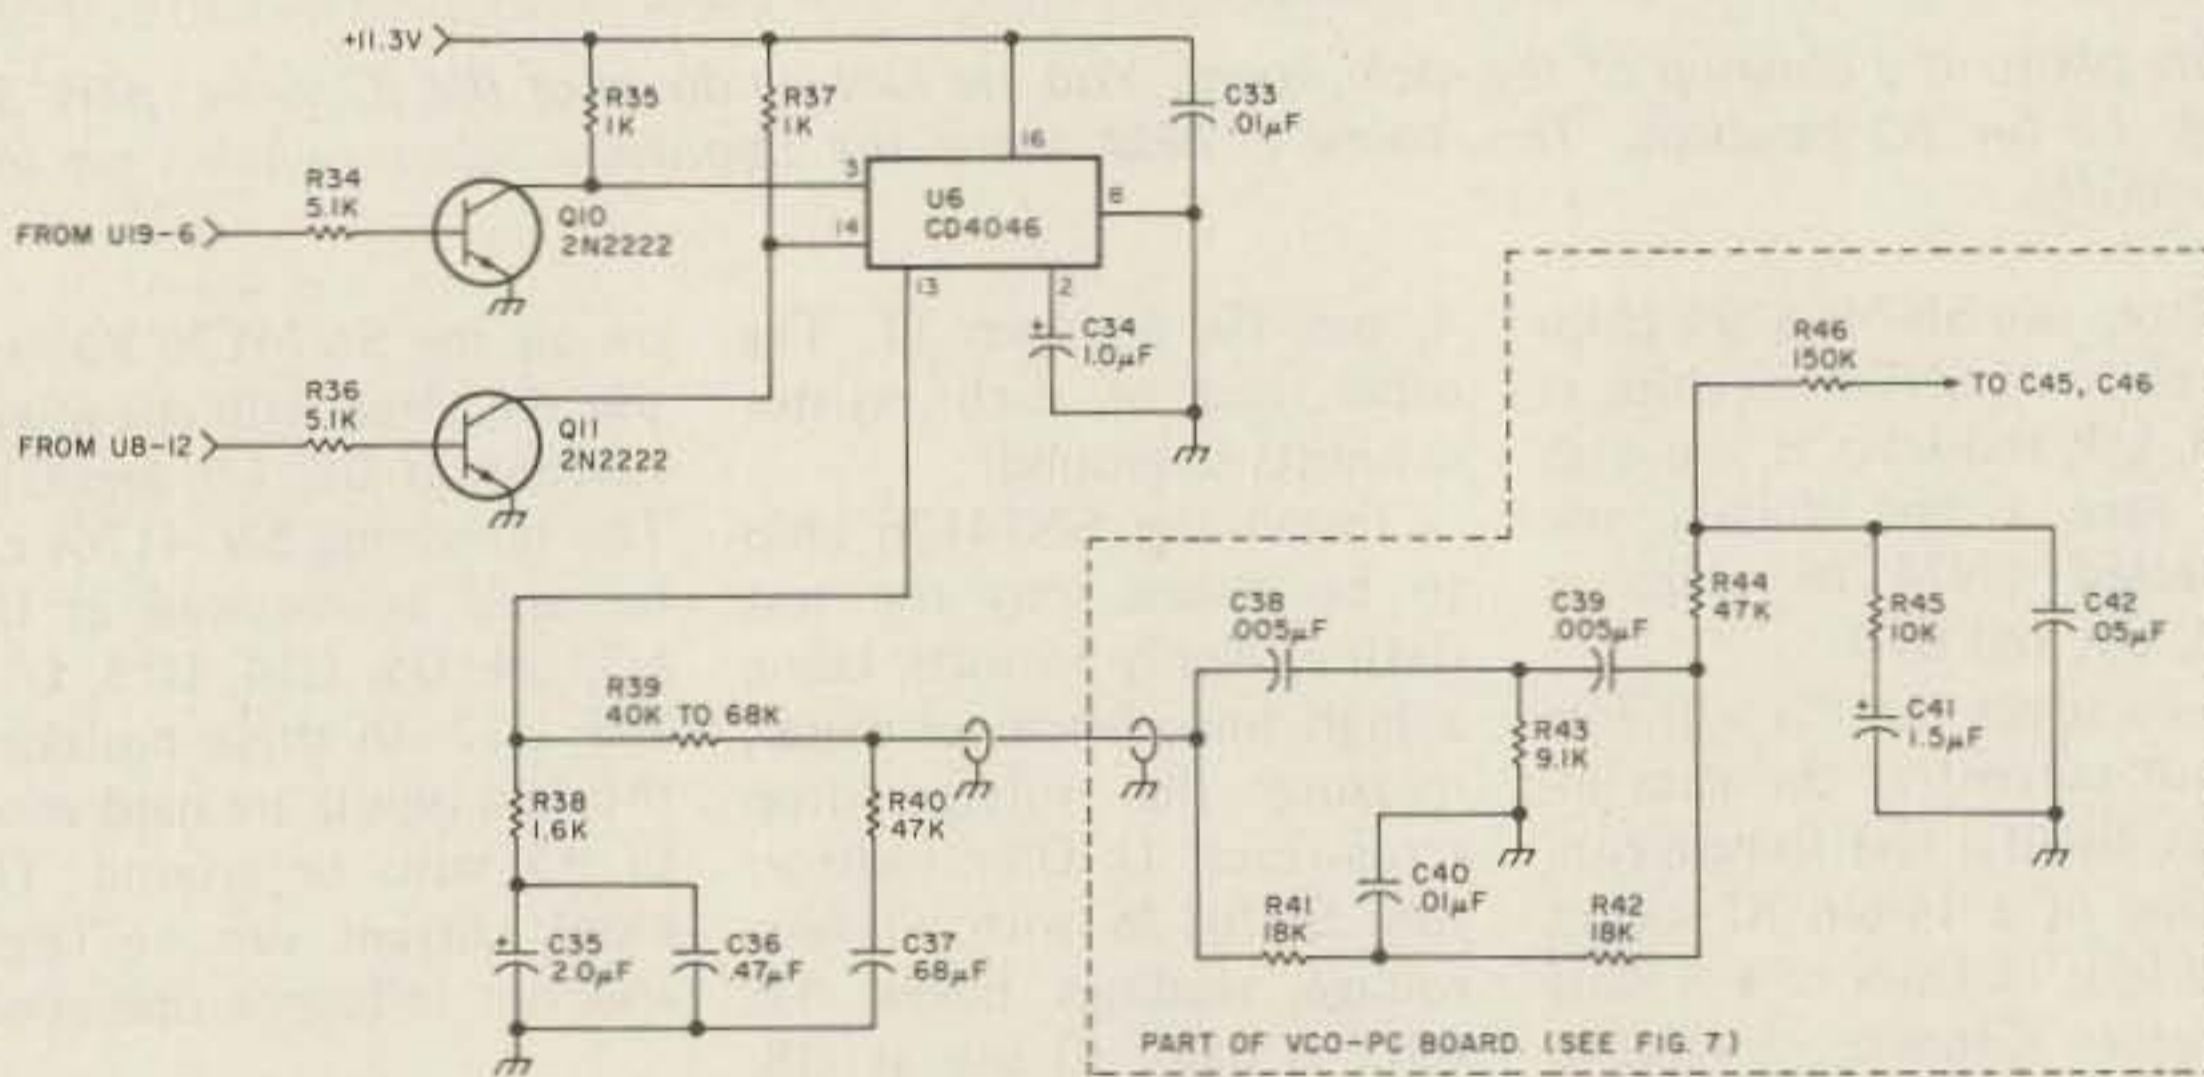 +11.3V
R35
1K
R37
1K
C33
.01µF
16
R34
5.1K
3
U6
CD4046
8
FROM U19-6
Q10
2N2222
14
13
2
C34
1.0µF
+
R36
5.1K
FROM U8-12
Q11
2N2222
R46
150K
TO C45, C46
R44
47K
R45
10K
C42
.05µF
C38
.005µF
C39
.005µF
R39
40K TO 68K
R43
9.1K
+
C41
1.5µF
R38
1.6K
R40
47K
C40
.01µF
R41
18K
R42
18K
+
C35
2.0µF
C36
.47µF
C37
.68µF
PART OF VCO-PC BOARD. (SEE FIG. 7)